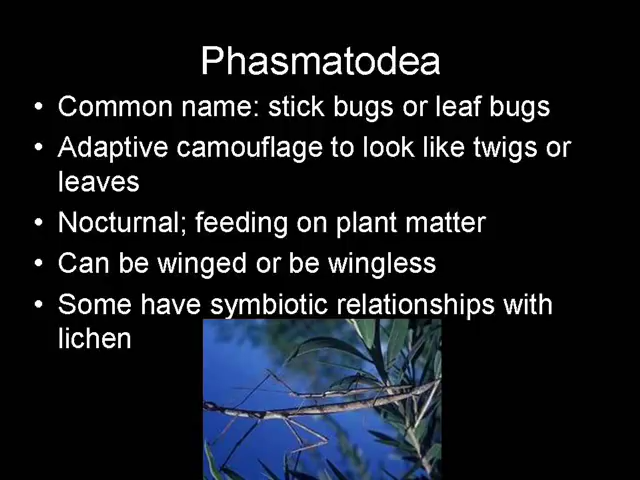 Phasmatodea
• Common name: stick bugs or leaf bugs
• Adaptive camouflage to look like twigs or
leaves
• Nocturnal; feeding on plant matter
• Can be winged or be wingless
• Some have symbiotic relationships with
lichen